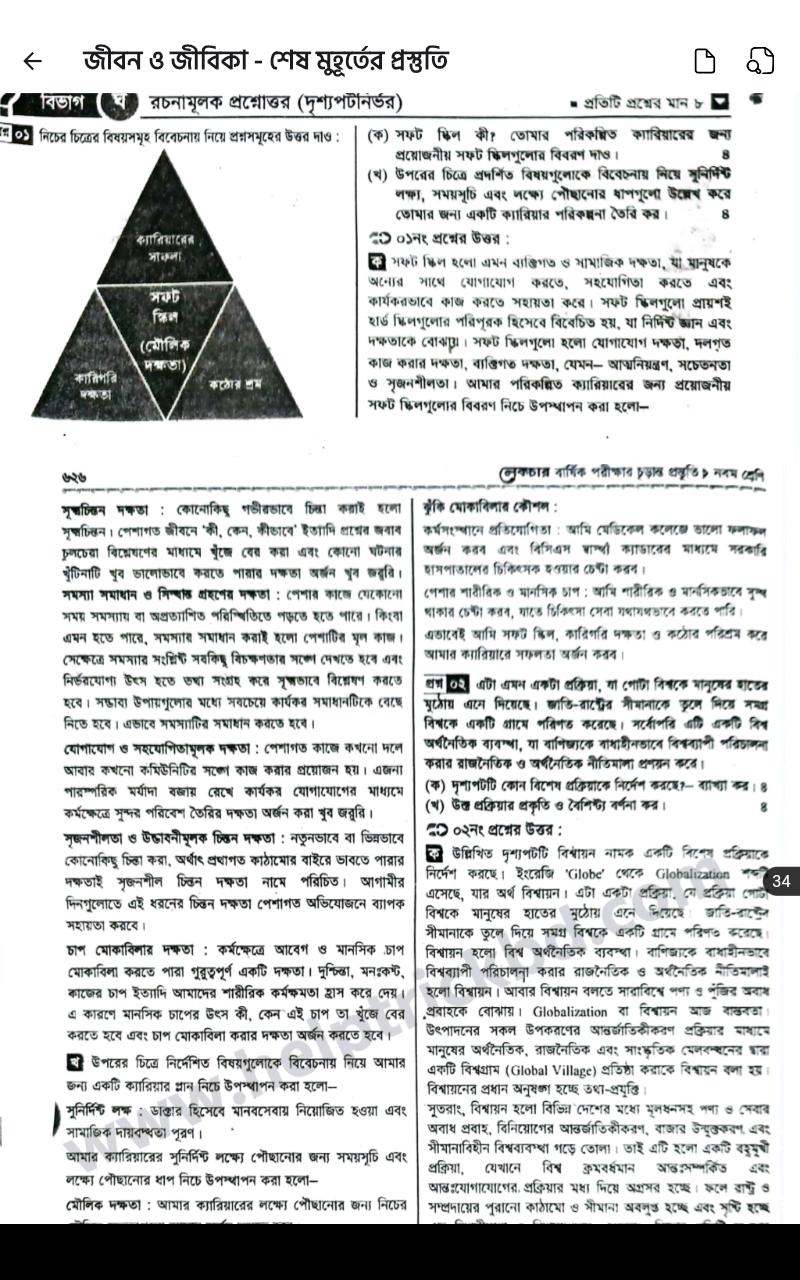 জীবন ও জীবিকা - শেষ মুহূর্তের প্রস্তুতি
বিভাগ ঘ রচনামূলক প্রশ্নোত্তর (দৃশ্যপটনির্ভর)
▪ প্রতিটি প্রশ্নের মান ৮
০১ নিচের চিত্রের বিষয়সমূহ বিবেচনায় নিয়ে প্রশ্নসমূহের উত্তর দাও :
ক্যারিয়ারের
সাফল্য
সফট
স্কিল
(মৌলিক
দক্ষতা)
কারিগরি
দক্ষতা
কঠোর শ্রম
(ক) সফট স্কিল কী? তোমার পরিকল্পিত ক্যারিয়ারের জন্য
প্রয়োজনীয় সফট স্কিলগুলোর বিবরণ দাও। ৪
(খ) উপরের চিত্রে প্রদর্শিত বিষয়গুলোকে বিবেচনায় নিয়ে সুনির্দিষ্ট
লক্ষ্য, সময়সূচি এবং লক্ষ্যে পৌছানোর ধাপগুলো উল্লেখ করে
তোমার জন্য একটি ক্যারিয়ার পরিকল্পনা তৈরি কর। ৪
০১নং প্রশ্নের উত্তর :
ক সফট স্কিল হলো এমন ব্যক্তিগত ও সামাজিক দক্ষতা, যা মানুষকে
অন্যের সাথে যোগাযোগ করতে, সহযোগিতা করতে এবং
কার্যকরভাবে কাজ করতে সহায়তা করে। সফট স্কিলগুলো প্রায়শই
হার্ড স্কিলগুলোর পরিপূরক হিসেবে বিবেচিত হয়, যা নির্দিষ্ট জ্ঞান এবং
দক্ষতাকে বোঝায়। সফট স্কিলগুলো হলো যোগাযোগ দক্ষতা, দলগত
কাজ করার দক্ষতা, ব্যক্তিগত দক্ষতা, যেমন– আত্মনিয়ন্ত্রণ, সচেতনতা
ও সৃজনশীলতা। আমার পরিকল্পিত ক্যারিয়ারের জন্য প্রয়োজনীয়
সফট স্কিলগুলোর বিবরণ নিচে উপস্থাপন করা হলো–
৬২৬
লেকচার বার্ষিক পরীক্ষার চূড়ান্ত প্রস্তুতি ▸ নবম শ্রেণি
সূক্ষ্মচিন্তন দক্ষতা : কোনোকিছু গভীরভাবে চিন্তা করাই হলো
সূক্ষ্মচিন্তন। পেশাগত জীবনে 'কী, কেন, কীভাবে' ইত্যাদি প্রশ্নের জবাব
চুলচেরা বিশ্লেষণের মাধ্যমে খুঁজে বের করা এবং কোনো ঘটনার
খুঁটিনাটি খুব ভালোভাবে করতে পারার দক্ষতা অর্জন খুব জরুরি।
সমস্যা সমাধান ও সিদ্ধান্ত গ্রহণের দক্ষতা : পেশার কাজে যেকোনো
সময় সমস্যায় বা অপ্রত্যাশিত পরিস্থিতিতে পড়তে হতে পারে। কিংবা
এমন হতে পারে, সমস্যার সমাধান করাই হলো পেশাটির মূল কাজ।
সেক্ষেত্রে সমস্যার সংশ্লিষ্ট সবকিছু বিচক্ষণতার সঙ্গে দেখতে হবে এবং
নির্ভরযোগ্য উৎস হতে তথ্য সংগ্রহ করে সূক্ষ্মভাবে বিশ্লেষণ করতে
হবে। সম্ভাব্য উপায়গুলোর মধ্যে সবচেয়ে কার্যকর সমাধানটিকে বেছে
নিতে হবে। এভাবে সমস্যাটির সমাধান করতে হবে।
যোগাযোগ ও সহযোগিতামূলক দক্ষতা : পেশাগত কাজে কখনো দলে
আবার কখনো কমিউনিটির সঙ্গে কাজ করার প্রয়োজন হয়। এজন্য
পারস্পরিক মর্যাদা বজায় রেখে কার্যকর যোগাযোগের মাধ্যমে
কর্মক্ষেত্রে সুন্দর পরিবেশ তৈরির দক্ষতা অর্জন করা খুব জরুরি।
সৃজনশীলতা ও উদ্ভাবনীমূলক চিন্তন দক্ষতা : নতুনভাবে বা ভিন্নভাবে
কোনোকিছু চিন্তা করা, অর্থাৎ প্রথাগত কাঠামোর বাইরে ভাবতে পারার
দক্ষতাই সৃজনশীল চিন্তন দক্ষতা নামে পরিচিত। আগামীর
দিনগুলোতে এই ধরনের চিন্তন দক্ষতা পেশাগত অভিযোজনে ব্যাপক
সহায়তা করবে।
চাপ মোকাবিলার দক্ষতা : কর্মক্ষেত্রে আবেগ ও মানসিক চাপ
মোকাবিলা করতে পারা গুরুত্বপূর্ণ একটি দক্ষতা। দুশ্চিন্তা, মনঃকষ্ট,
কাজের চাপ ইত্যাদি আমাদের শারীরিক কর্মক্ষমতা হ্রাস করে দেয়।
এ কারণে মানসিক চাপের উৎস কী, কেন এই চাপ তা খুঁজে বের
করতে হবে এবং চাপ মোকাবিলা করার দক্ষতা অর্জন করতে হবে।
খ উপরের চিত্রে নির্দেশিত বিষয়গুলোকে বিবেচনায় নিয়ে আমার
জন্য একটি ক্যারিয়ার প্লান নিচে উপস্থাপন করা হলো–
সুনির্দিষ্ট লক্ষ : ডাক্তার হিসেবে মানবসেবায় নিয়োজিত হওয়া এবং
সামাজিক দায়বদ্ধতা পূরণ।
আমার ক্যারিয়ারের সুনির্দিষ্ট লক্ষ্যে পৌছানোর জন্য সময়সূচি এবং
লক্ষ্যে পৌছানোর ধাপ নিচে উপস্থাপন করা হলো–
মৌলিক দক্ষতা : আমার ক্যারিয়ারের লক্ষ্যে পৌছানোর জন্য নিচের
ঝুঁকি মোকাবিলার কৌশল :
কর্মসংস্থানে প্রতিযোগিতা : আমি মেডিকেল কলেজে ভালো ফলাফল
অর্জন করব এবং বিসিএস স্বাস্থ্য ক্যাডারের মাধ্যমে সরকারি
হাসপাতালের চিকিৎসক হওয়ার চেষ্টা করব।
পেশার শারীরিক ও মানসিক চাপ : আমি শারীরিক ও মানসিকভাবে সুস্থ
থাকার চেষ্টা করব, যাতে চিকিৎসা সেবা যথাযথভাবে করতে পারি।
এভাবেই আমি সফট স্কিল, কারিগরি দক্ষতা ও কঠোর পরিশ্রম করে
আমার ক্যারিয়ারে সফলতা অর্জন করব।
প্রশ্ন ০২ এটা এমন একটা প্রক্রিয়া, যা গোটা বিশ্বকে মানুষের হাতের
মুঠোয় এনে দিয়েছে। জাতি-রাষ্ট্রের সীমানাকে তুলে দিয়ে সমগ্র
বিশ্বকে একটি গ্রামে পরিণত করেছে। সর্বোপরি এটি একটি বিশ্ব
অর্থনৈতিক ব্যবস্থা, যা বাণিজ্যকে বাধাহীনভাবে বিশ্বব্যাপী পরিচালনা
করার রাজনৈতিক ও অর্থনৈতিক নীতিমালা প্রণয়ন করে।
(ক) দৃশ্যপটটি কোন বিশেষ প্রক্রিয়াকে নির্দেশ করছে?– ব্যাখ্যা কর। ৪
(খ) উক্ত প্রক্রিয়ার প্রকৃতি ও বৈশিষ্ট্য বর্ণনা কর। ৪
০২নং প্রশ্নের উত্তর :
ক উল্লিখিত দৃশ্যপটটি বিশ্বায়ন নামক একটি বিশেষ প্রক্রিয়াকে
নির্দেশ করছে। ইংরেজি 'Globe' থেকে Globalization শব্দটি
এসেছে, যার অর্থ বিশ্বায়ন। এটা একটা প্রক্রিয়া, যে প্রক্রিয়া গোটা
বিশ্বকে মানুষের হাতের মুঠোয় এনে দিয়েছে। জাতি-রাষ্ট্রের
সীমানাকে তুলে দিয়ে সমগ্র বিশ্বকে একটি গ্রামে পরিণত করেছে।
বিশ্বায়ন হলো বিশ্ব অর্থনৈতিক ব্যবস্থা। বাণিজ্যকে বাধাহীনভাবে
বিশ্বব্যাপী পরিচালনা করার রাজনৈতিক ও অর্থনৈতিক নীতিমালাই
হলো বিশ্বায়ন। আবার বিশ্বায়ন বলতে সারাবিশ্বে পণ্য ও পুঁজির অবাধ
প্রবাহকে বোঝায়। Globalization বা বিশ্বায়ন আজ বাস্তবতা।
উৎপাদনের সকল উপকরণের আন্তর্জাতিকীকরণ প্রক্রিয়ার মাধ্যমে
মানুষের অর্থনৈতিক, রাজনৈতিক এবং সাংস্কৃতিক মেলবন্ধনের দ্বারা
একটি বিশ্বগ্রাম (Global Village) প্রতিষ্ঠা করাকে বিশ্বায়ন বলা হয়।
বিশ্বায়নের প্রধান অনুষঙ্গ হচ্ছে তথ্য-প্রযুক্তি।
সুতরাং, বিশ্বায়ন হলো বিভিন্ন দেশের মধ্যে মূলধনসহ পণ্য ও সেবার
অবাধ প্রবাহ, বিনিয়োগের আন্তর্জাতিকীকরণ, বাজার উন্মুক্তকরণ এবং
সীমানাবিহীন বিশ্বব্যবস্থা গড়ে তোলা। তাই এটি হলো একটি বহুমুখী
প্রক্রিয়া, যেখানে বিশ্ব ক্রমবর্ধমান আন্তঃসম্পর্কিত এবং
আন্তঃযোগাযোগের প্রক্রিয়ার মধ্য দিয়ে অগ্রসর হচ্ছে। ফলে রাষ্ট্র ও
সম্প্রদায়ের পুরানো কাঠামো ও সীমানা অবলুপ্ত হচ্ছে এবং সৃষ্টি হচ্ছে
34